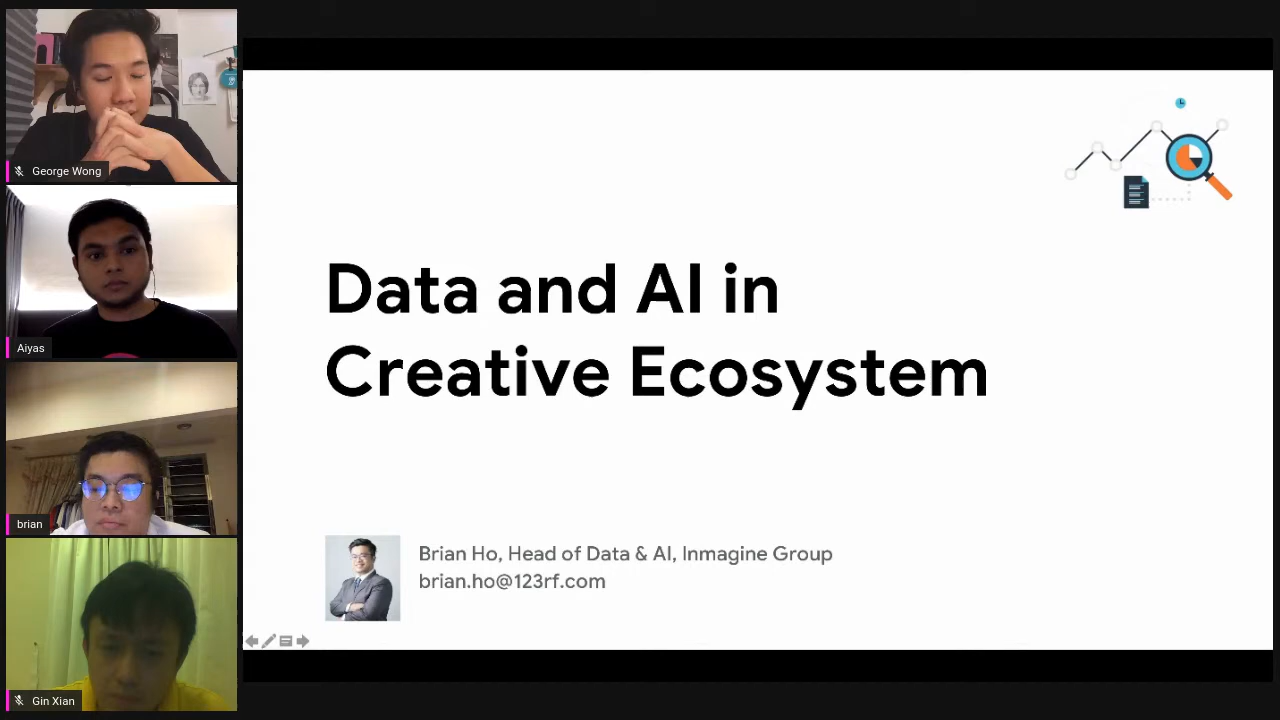 George Wong
Aiyas
brian
Gin Xian
Data and AI in
Creative Ecosystem
Brian Ho, Head of Data & AI, Inmagine Group
brian.ho@123rf.com